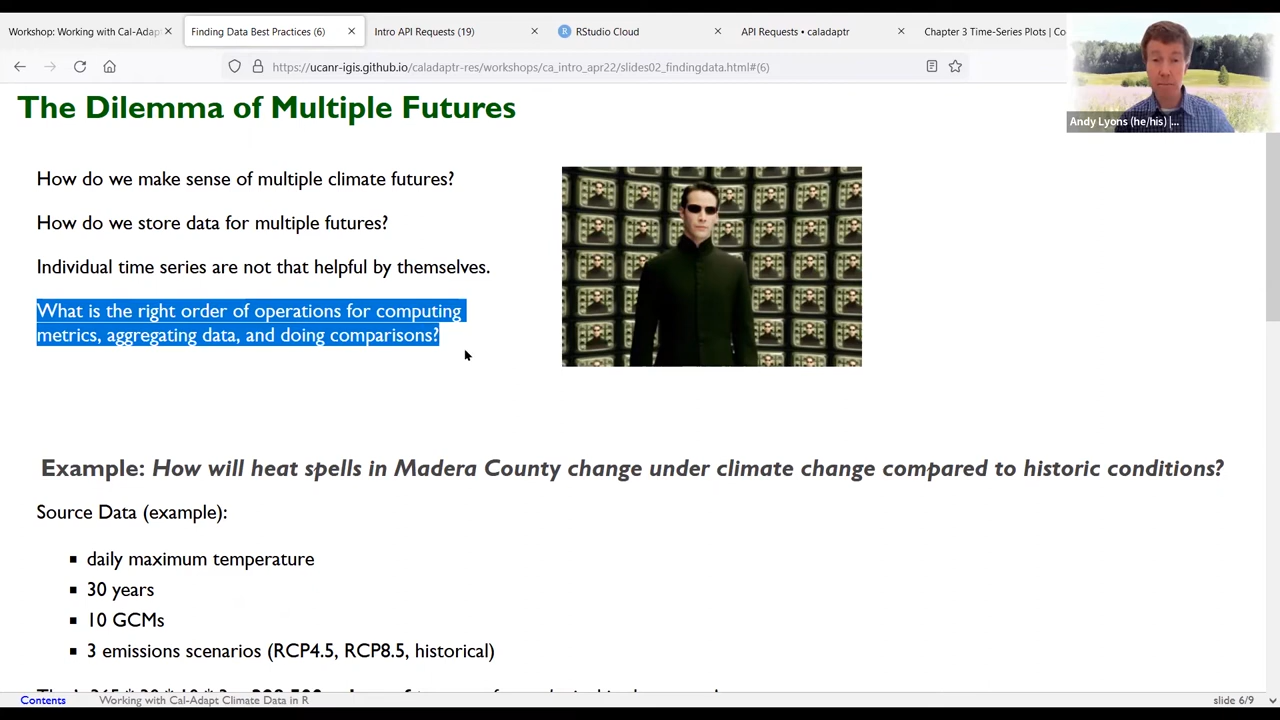 Workshop: Working with Cal-Adap
Finding Data Best Practices (6)
Intro API Requests (19)
RStudio Cloud
API Requests • caladaptr
Chapter 3 Time-Series Plots | Co
https://ucanr-igis.github.io/caladaptr-res/workshops/ca_intro_apr22/slides02_findingdata.html#(6)
Andy Lyons (he/his) |...
The Dilemma of Multiple Futures
How do we make sense of multiple climate futures?
How do we store data for multiple futures?
Individual time series are not that helpful by themselves.
What is the right order of operations for computing
metrics, aggregating data, and doing comparisons?
Example: How will heat spells in Madera County change under climate change compared to historic conditions?
Source Data (example):
daily maximum temperature
30 years
10 GCMs
3 emissions scenarios (RCP4.5, RCP8.5, historical)
Contents
Working with Cal-Adapt Climate Data in R
slide 6/9